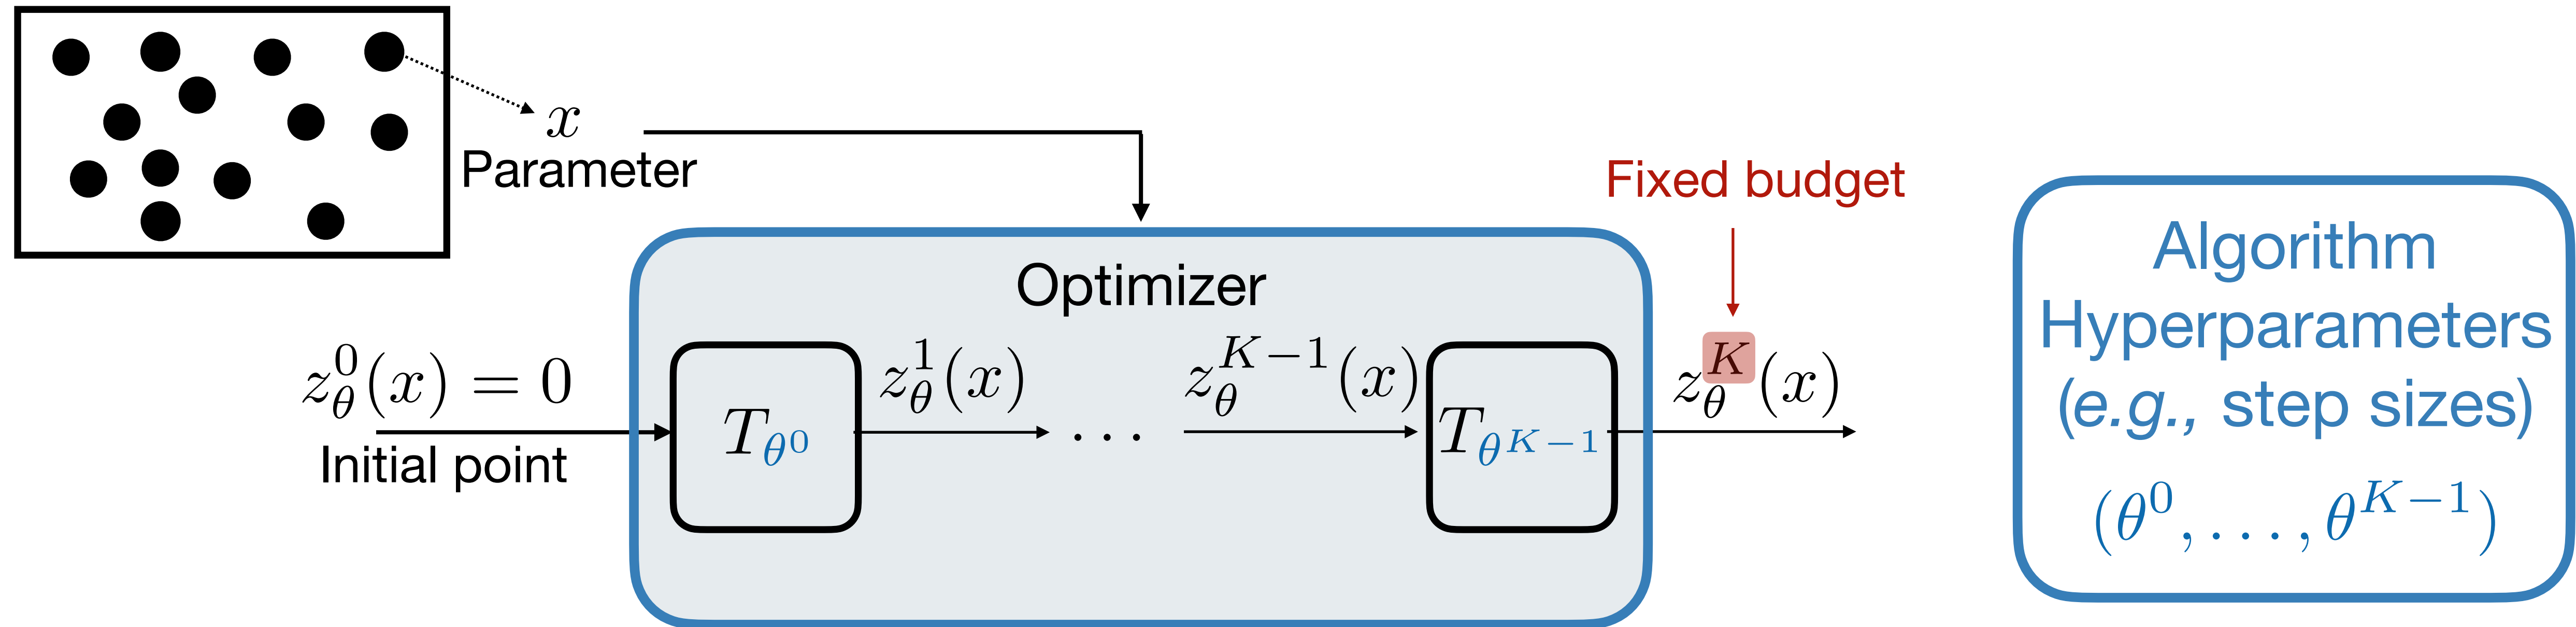 x
Parameter
Fixed budget
Optimizer
z_θ^0(x) = 0
Initial point
T_{θ^0}
z_θ^1(x)
...
z_θ^{K−1}(x)
T_{θ^{K−1}}
z_θ^K(x)
Algorithm
Hyperparameters
(e.g., step sizes)
(θ^0, . . . , θ^{K−1})